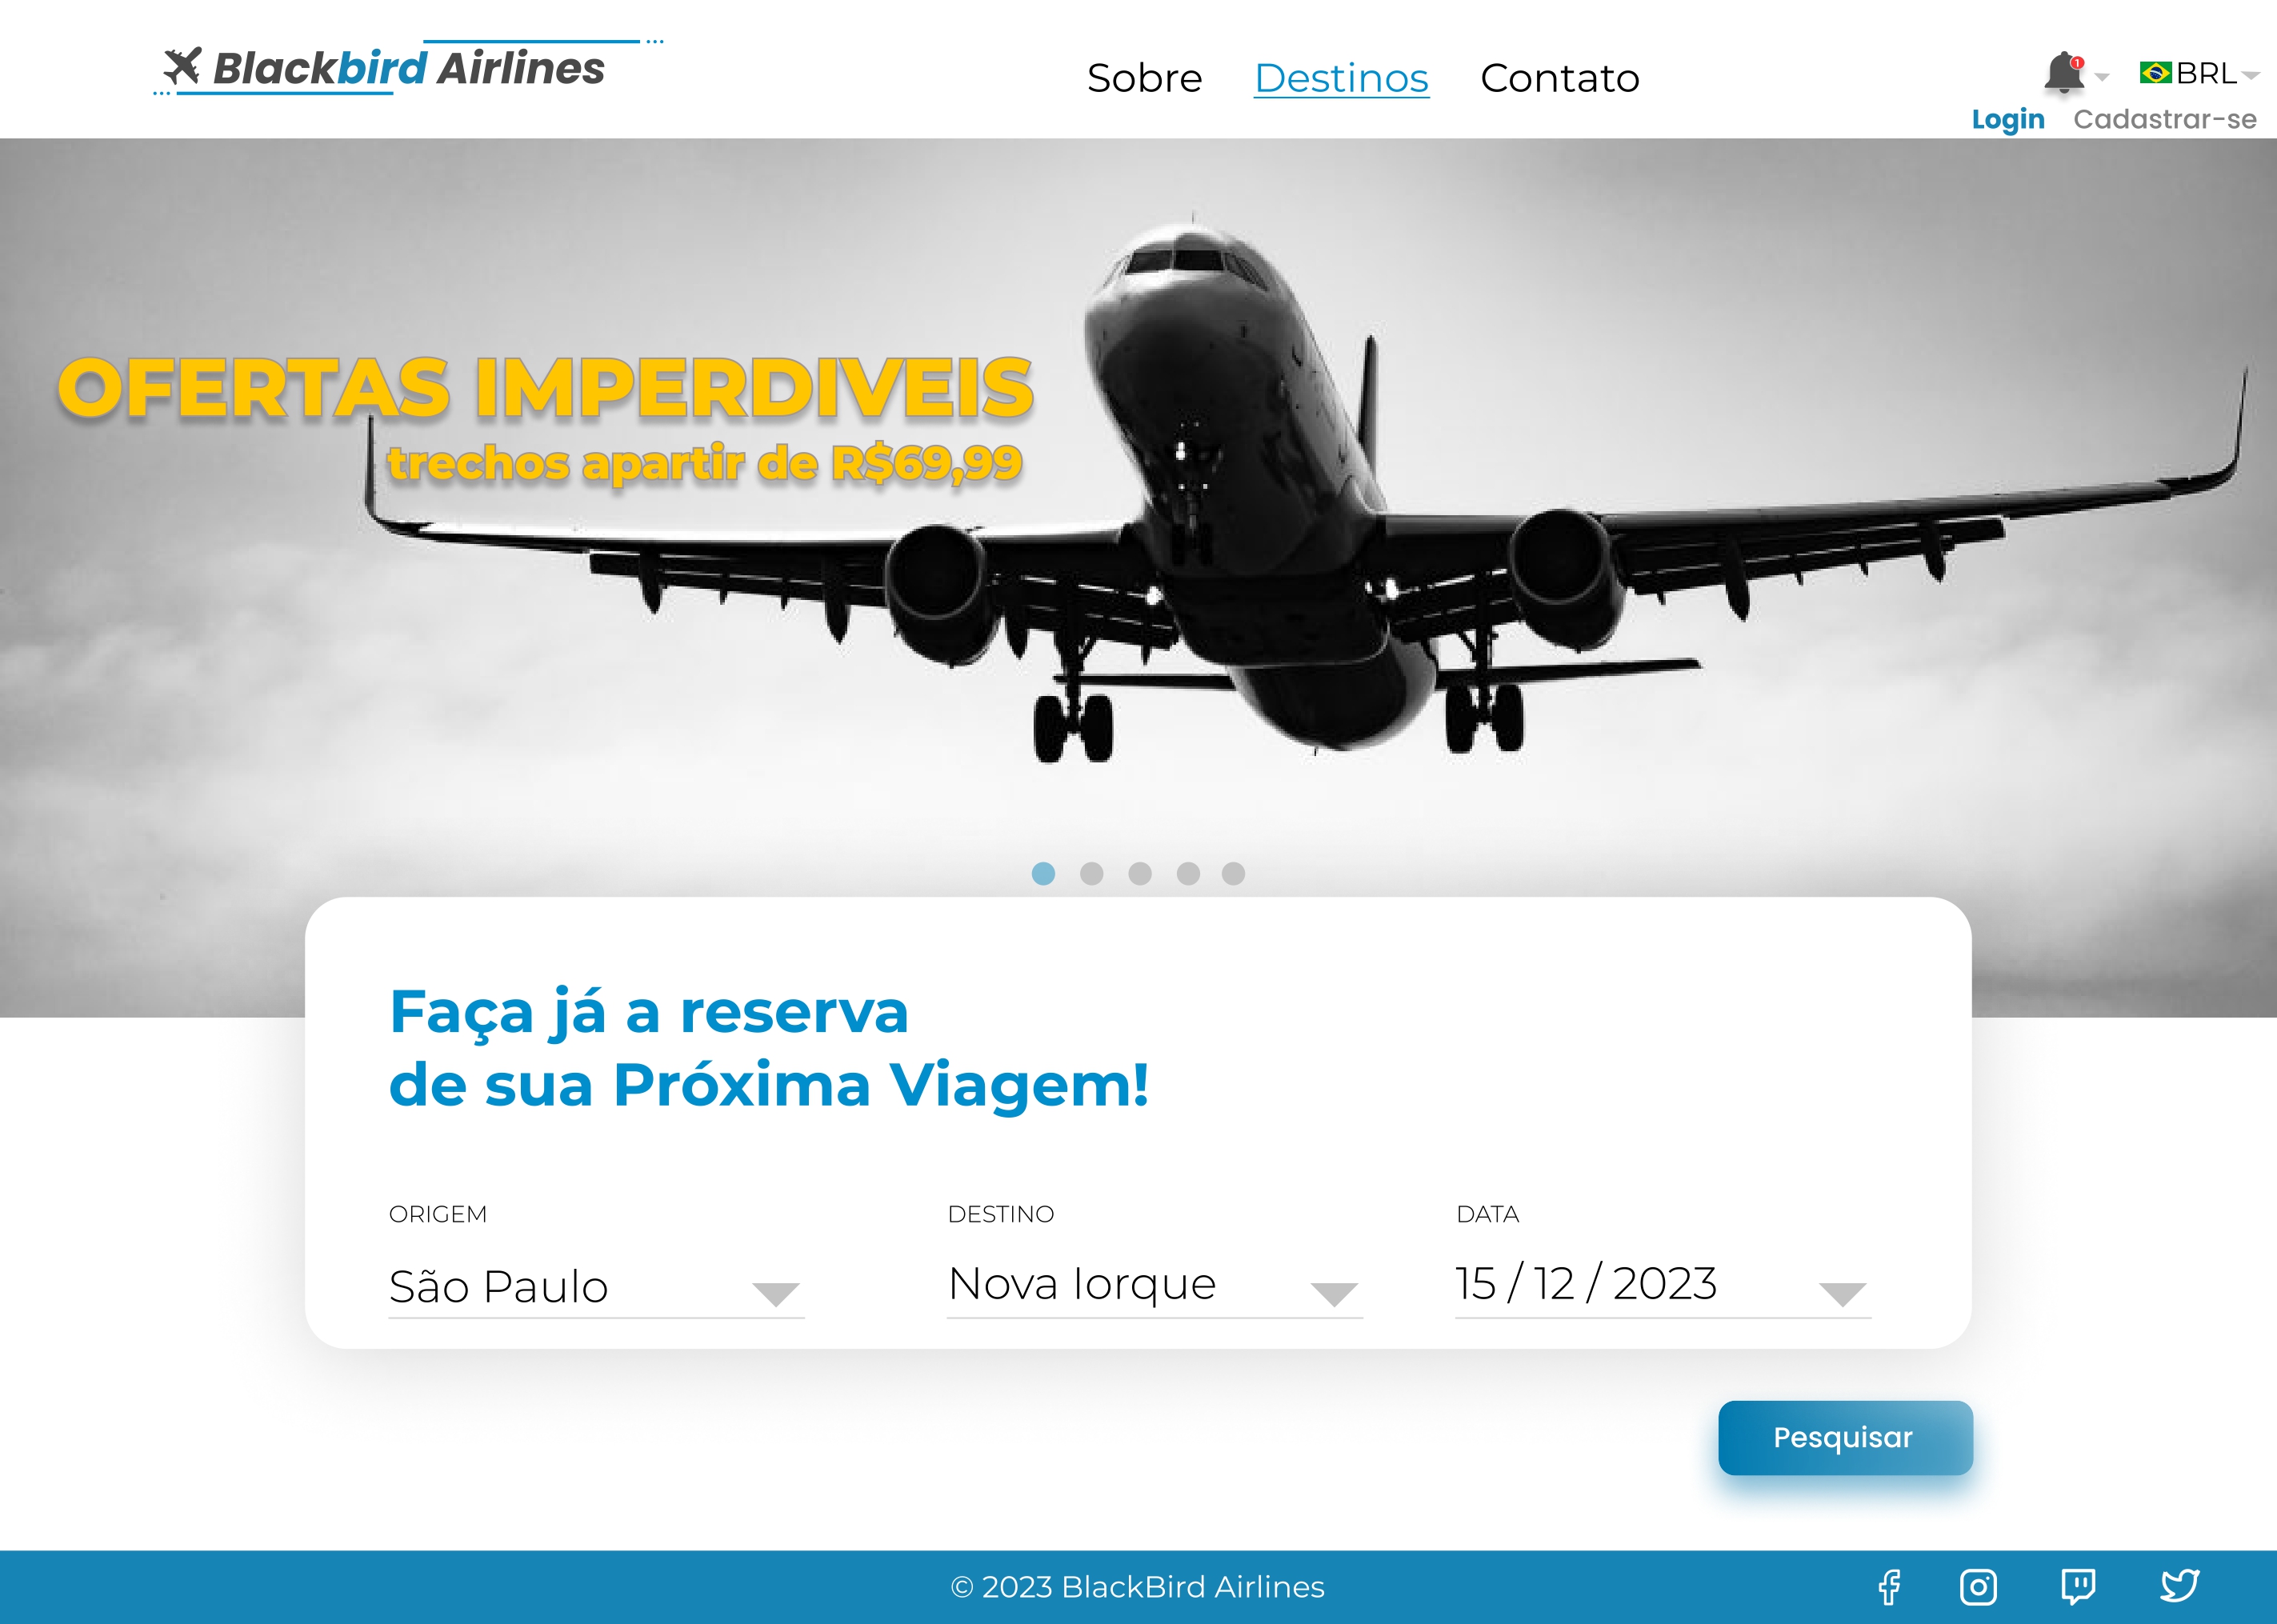 Blackbird Airlines
Sobre Destinos Contato
1
BRL
Login Cadastrar-se
OFERTAS IMPERDIVEIS
trechos apartir de R$69,99
Faça já a reserva
de sua Próxima Viagem!
ORIGEM DESTINO DATA
São Paulo Nova Iorque 15 / 12 / 2023
Pesquisar
© 2023 BlackBird Airlines